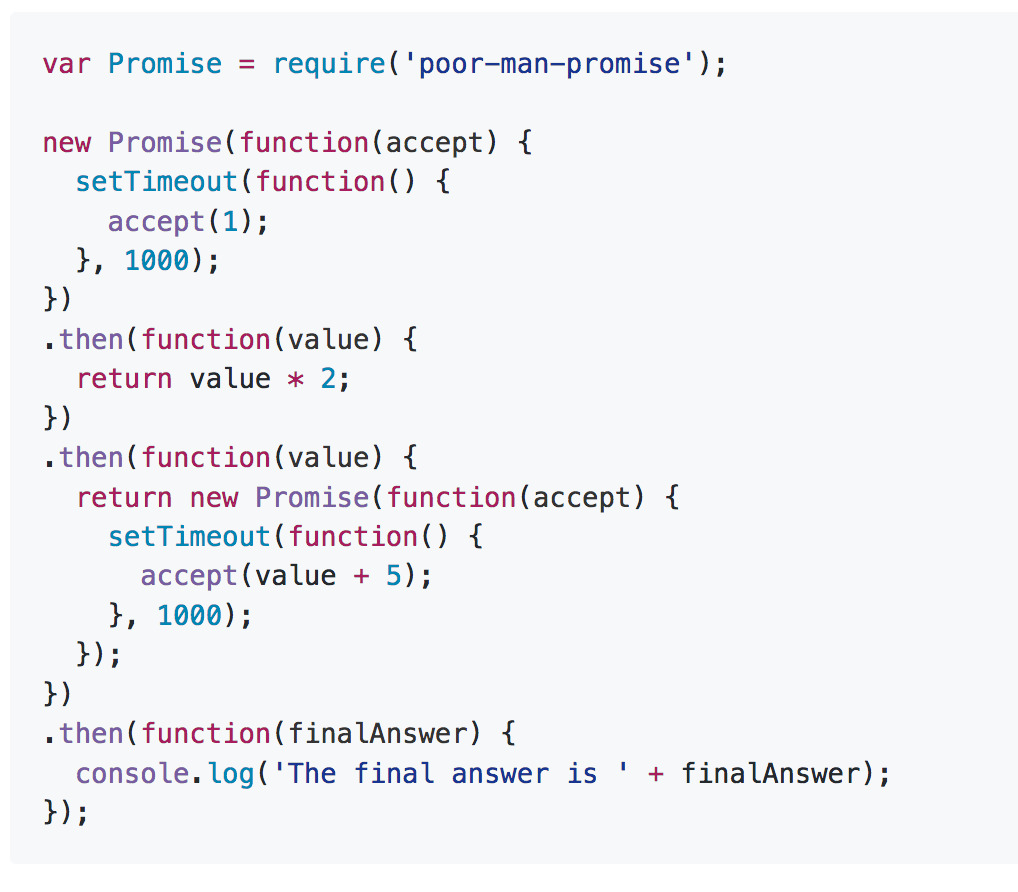 var Promise = require('poor-man-promise');

new Promise(function(accept) {
  setTimeout(function() {
    accept(1);
  }, 1000);
})
.then(function(value) {
  return value * 2;
})
.then(function(value) {
  return new Promise(function(accept) {
    setTimeout(function() {
      accept(value + 5);
    }, 1000);
  });
})
.then(function(finalAnswer) {
  console.log('The final answer is ' + finalAnswer);
});